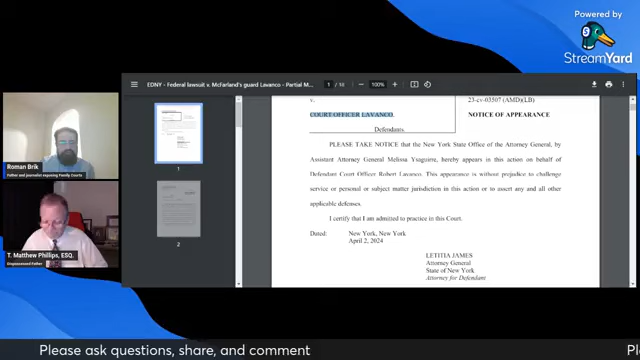 Powered by
StreamYard
EDNY - Federal lawsuit v. McFarland's guard Lavanco - Partial M...
1 / 18
100%
v.
23-cv-03507 (AMD)(LB)
COURT OFFICER LAVANCO,
NOTICE OF APPEARANCE
Defendants.
PLEASE TAKE NOTICE that the New York State Office of the Attorney General, by
Assistant Attorney General Melissa Ysaguirre, hereby appears in this action on behalf of
Defendant Court Officer Robert Lavanco. This appearance is without prejudice to challenge
service or personal or subject matter jurisdiction in this action or to assert any and all other
applicable defenses.
I certify that I am admitted to practice in this Court.
Dated: New York, New York
April 2, 2024
LETITIA JAMES
Attorney General
State of New York
Attorney for Defendant
1
2
Roman Brik
Father and journalist exposing Family Courts
T. Matthew Phillips, ESQ.
Dispossessed Father
Please ask questions, share, and comment
Pl